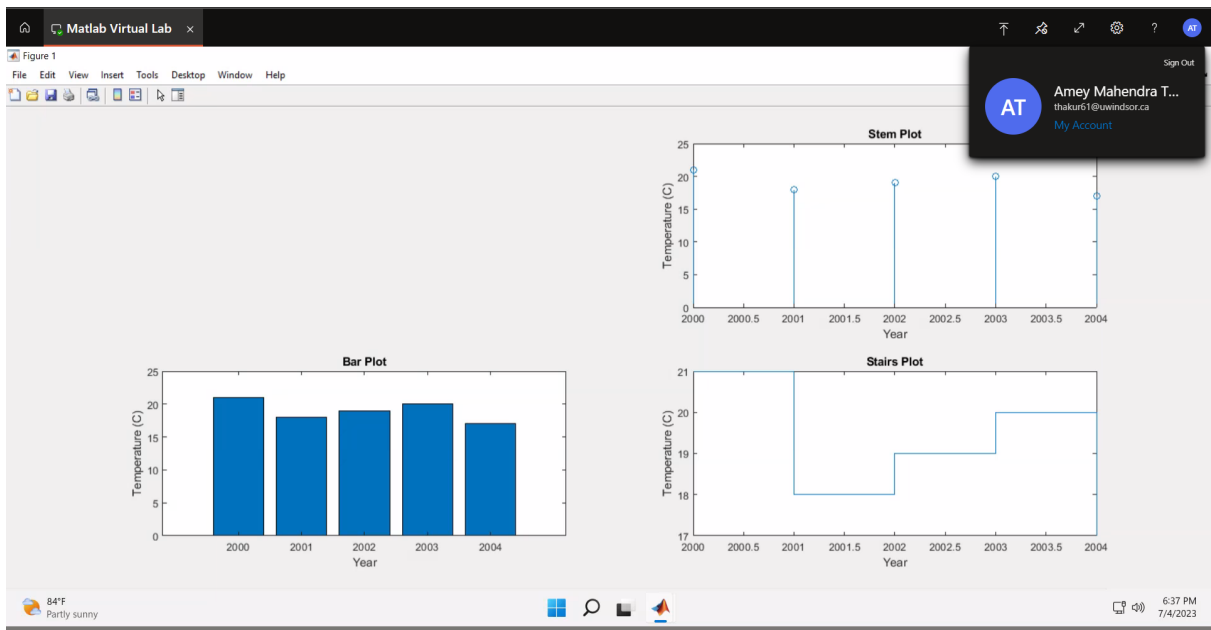 Matlab Virtual Lab ×
?
AT
Figure 1
File Edit View Insert Tools Desktop Window Help
Sign Out
AT
Amey Mahendra T...
thakur61@uwindsor.ca
My Account
Stem Plot
25
20
15
10
5
0
Temperature (C)
2000 2000.5 2001 2001.5 2002 2002.5 2003 2003.5 2004
Year
Bar Plot
25
20
15
10
5
0
Temperature (C)
2000 2001 2002 2003 2004
Year
Stairs Plot
21
20
19
18
17
Temperature (C)
2000 2000.5 2001 2001.5 2002 2002.5 2003 2003.5 2004
Year
84°F
Partly sunny
6:37 PM
7/4/2023